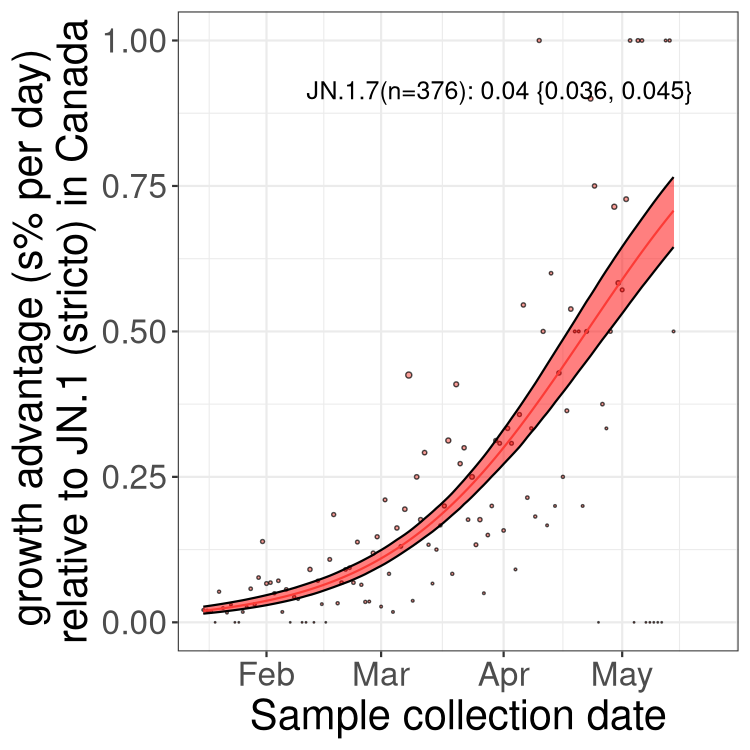 growth advantage (s% per day)
relative to JN.1 (stricto) in Canada
1.00
0.75
0.50
0.25
0.00
JN.1.7(n=376): 0.04 {0.036, 0.045}
Feb Mar Apr May
Sample collection date